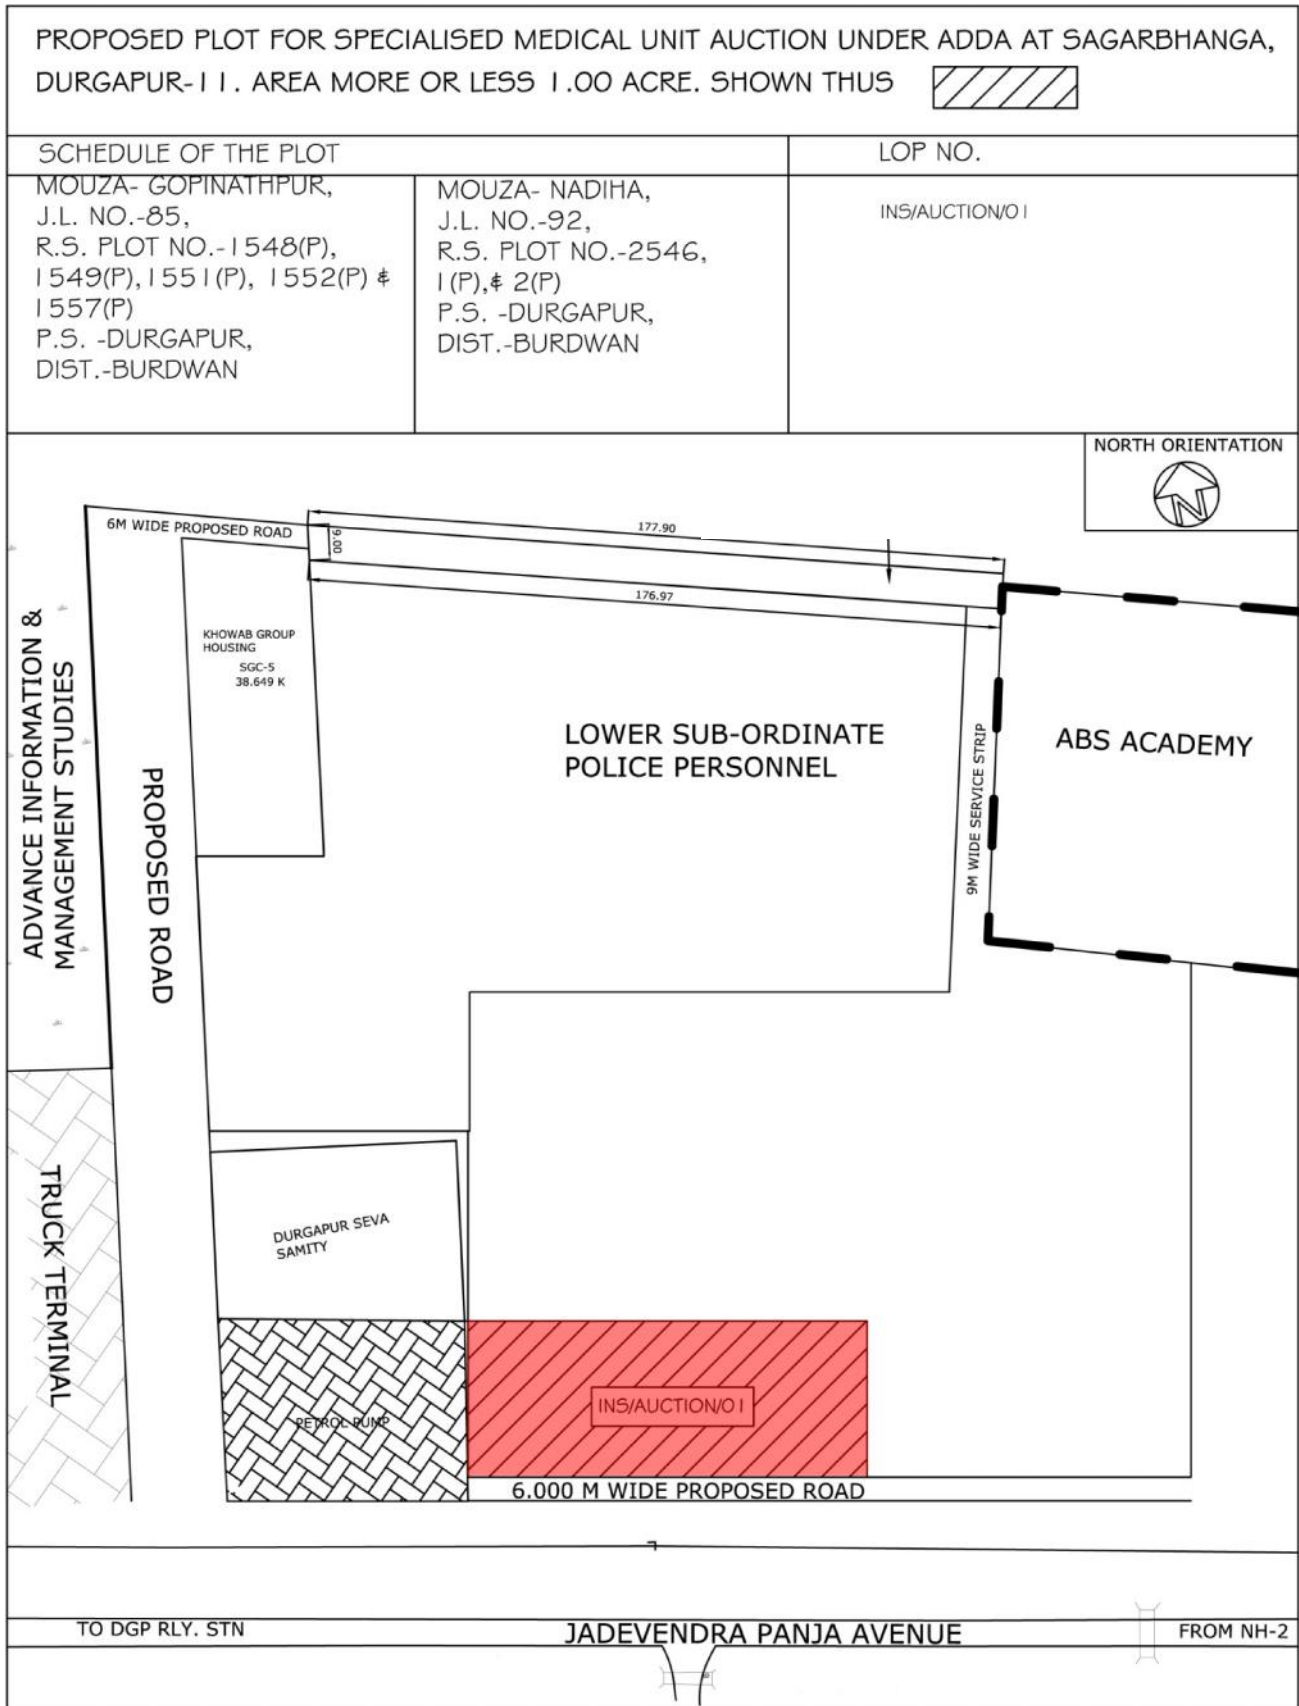 PROPOSED PLOT FOR SPECIALISED MEDICAL UNIT AUCTION UNDER ADDA AT SAGARBHANGA,
DURGAPUR-11. AREA MORE OR LESS 1.00 ACRE. SHOWN THUS
SCHEDULE OF THE PLOT
LOP NO.
MOUZA- GOPINATHPUR,
J.L. NO.-85,
R.S. PLOT NO.-1548(P),
1549(P),1551(P), 1552(P) &
1557(P)
P.S. -DURGAPUR,
DIST.-BURDWAN
MOUZA- NADIHA,
J.L. NO.-92,
R.S. PLOT NO.-2546,
1(P),& 2(P)
P.S. -DURGAPUR,
DIST.-BURDWAN
INS/AUCTION/01
NORTH ORIENTATION
N
6M WIDE PROPOSED ROAD
9.00
177.90
176.97
KHOWAB GROUP
HOUSING
SGC-5
38.649 K
ADVANCE INFORMATION &
MANAGEMENT STUDIES
PROPOSED ROAD
LOWER SUB-ORDINATE
POLICE PERSONNEL
9M WIDE SERVICE STRIP
ABS ACADEMY
TRUCK TERMINAL
DURGAPUR SEVA
SAMITY
PETROL PUMP
INS/AUCTION/01
6.000 M WIDE PROPOSED ROAD
TO DGP RLY. STN
JADEVENDRA PANJA AVENUE
FROM NH-2